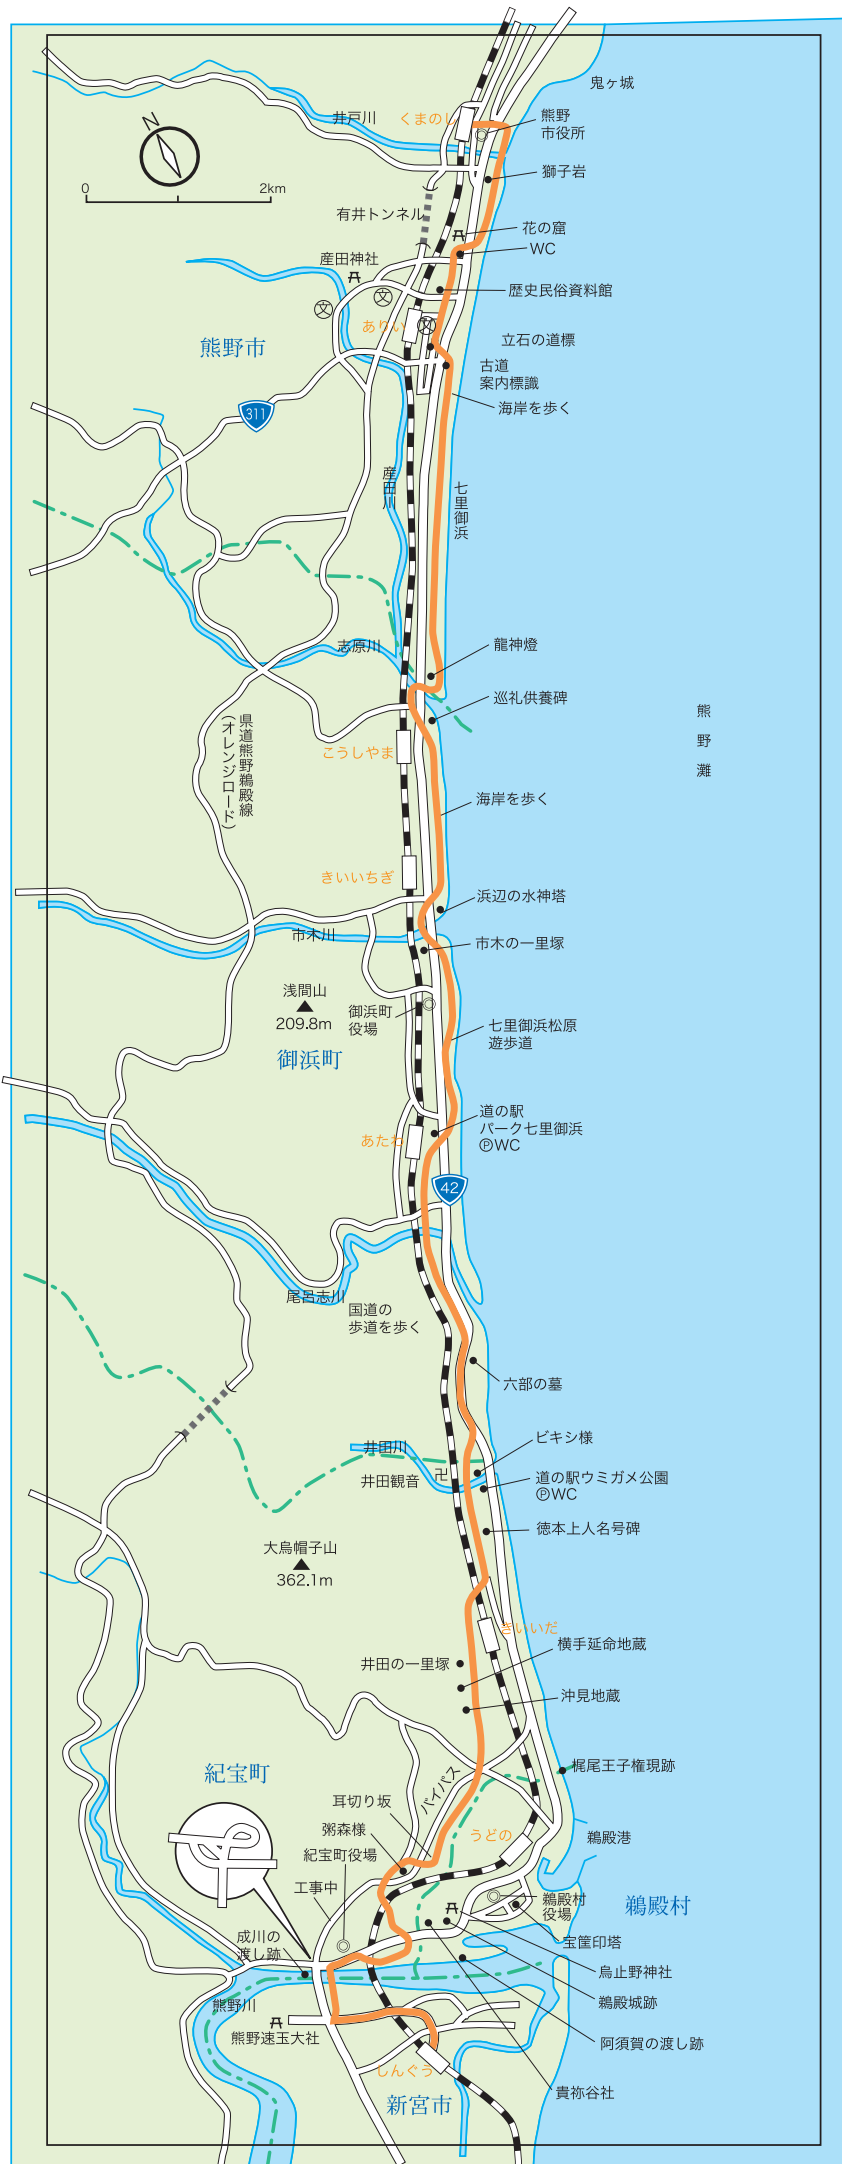 鬼ヶ城
井戸川
くまのし
熊野
市役所
N
0
2km
獅子岩
有井トンネル
花の窟
WC
産田神社
歴史民俗資料館
文
文
文
ありい
立石の道標
熊野市
古道
案内標識
海岸を歩く
311
産田川
七里御浜
志原川
龍神燈
巡礼供養碑
熊野灘
県道熊野鵜殿線
(オレンジロード)
こうしやま
海岸を歩く
きいいちぎ
浜辺の水神塔
市木川
市木の一里塚
浅間山
209.8m
御浜町
役場
七里御浜松原
遊歩道
御浜町
道の駅
パーク七里御浜
ⓅWC
あたわ
42
尾呂志川
国道の
歩道を歩く
六部の墓
ビキシ様
井田川
井田観音
卍
道の駅ウミガメ公園
ⓅWC
徳本上人名号碑
大烏帽子山
362.1m
きいいだ
横手延命地蔵
井田の一里塚
沖見地蔵
紀宝町
梶尾王子権現跡
バイパス
耳切り坂
粥森様
うどの
鵜殿港
紀宝町役場
工事中
鵜殿村
役場
鵜殿村
成川の
渡し跡
宝篋印塔
烏止野神社
熊野川
鵜殿城跡
熊野速玉大社
阿須賀の渡し跡
しんぐう
貴祢谷社
新宮市